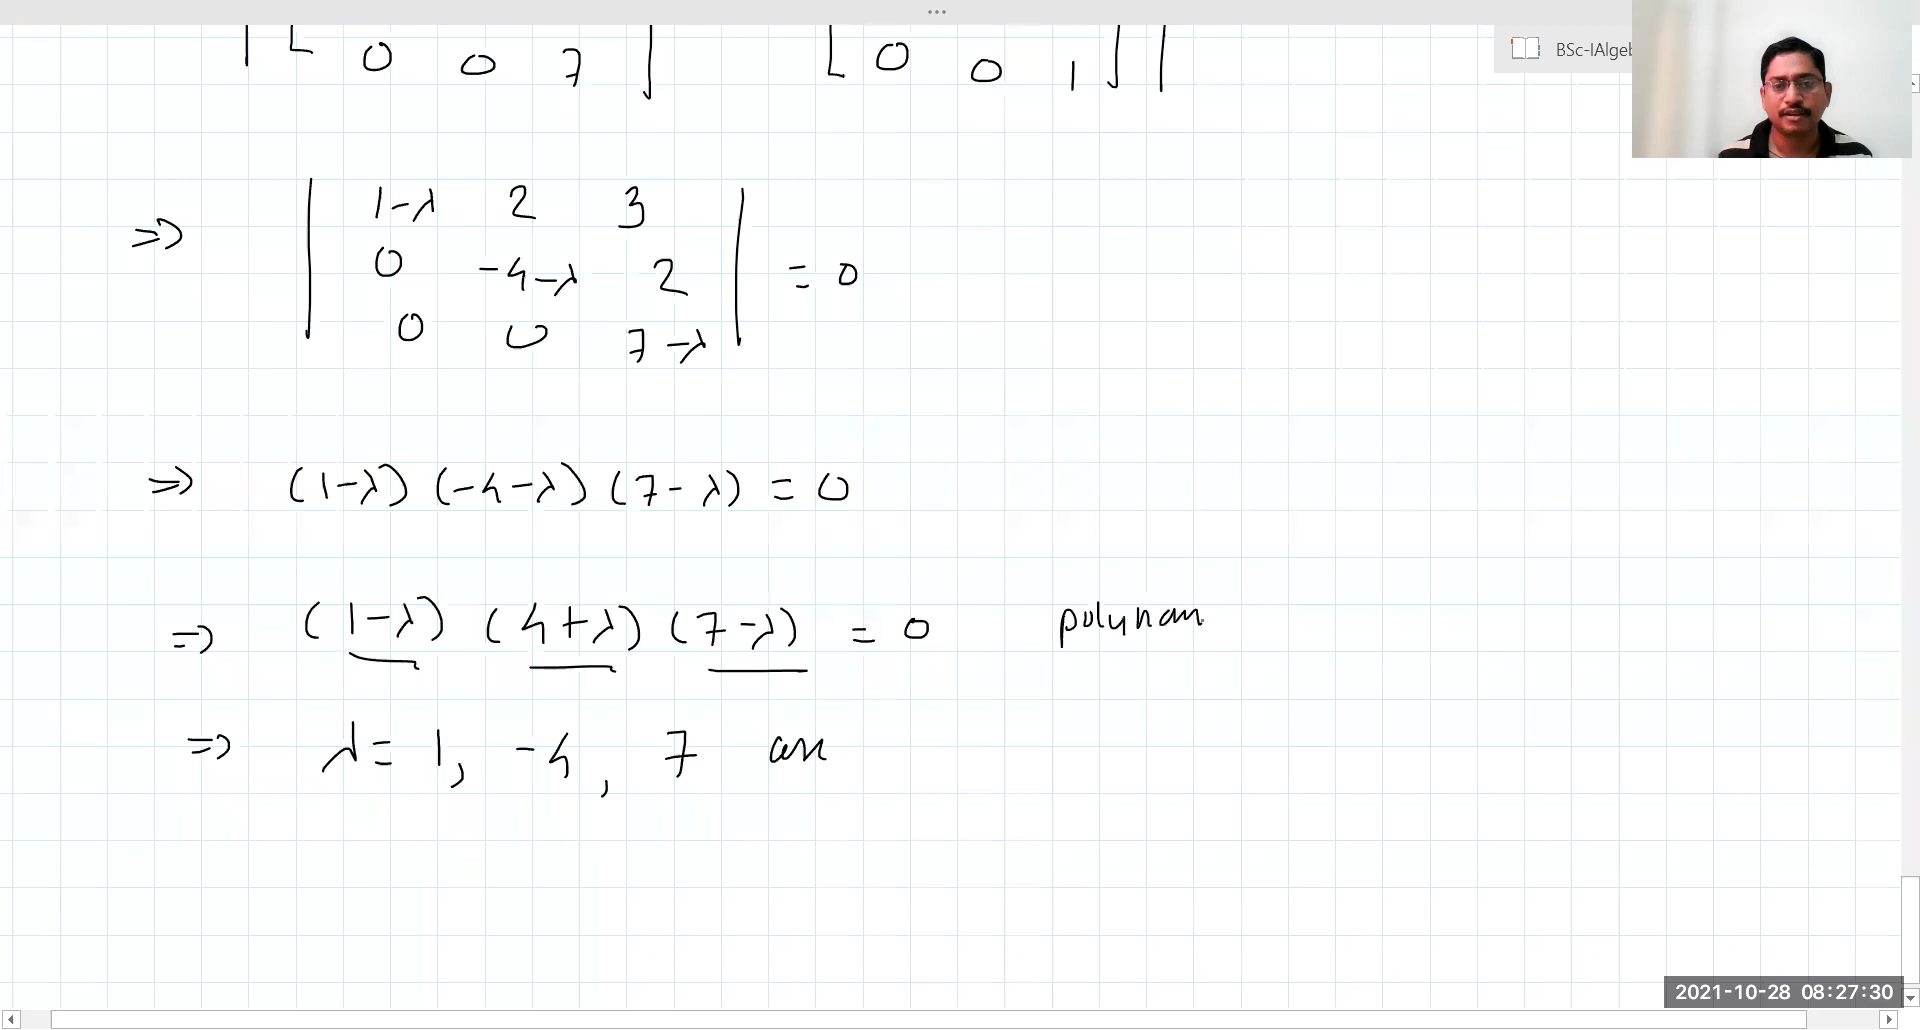 ...
BSc-IAlgeb
| [ 0 0 7 ] [ 0 0 1 ] |
⇒ | 1-λ 2 3 |
| 0 -4-λ 2 | = 0
| 0 0 7-λ |
⇒ (1-λ) (-4-λ) (7-λ) = 0
⇒ (1-λ) (4+λ) (7-λ) = 0 polynom
⇒ λ = 1, -4, 7 are
2021-10-28 08:27:30